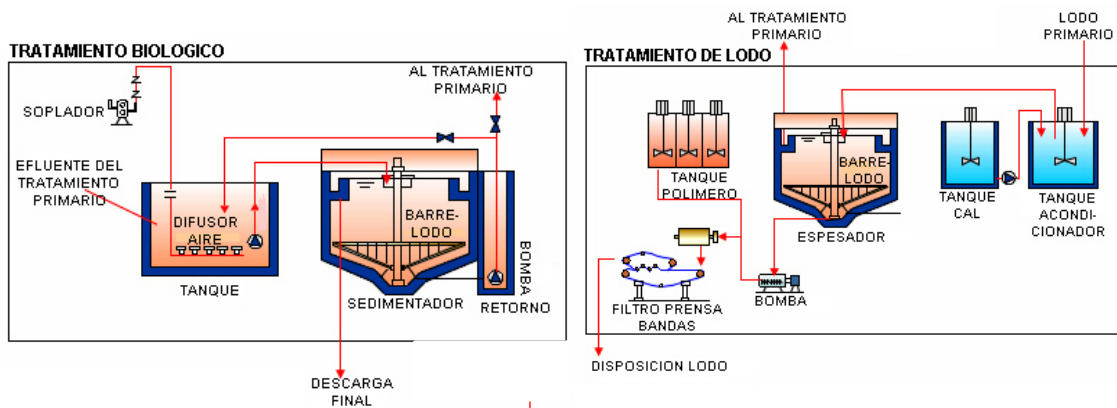 TRATAMIENTO BIOLOGICO
AL TRATAMIENTO
PRIMARIO
SOPLADOR
EFLUENTE DEL
TRATAMIENTO
PRIMARIO
DIFUSOR
AIRE
TANQUE
BARRE-
LODO
SEDIMENTADOR
BOMBA
RETORNO
DESCARGA
FINAL
AL TRATAMIENTO
PRIMARIO
LODO
PRIMARIO
TRATAMIENTO DE LODO
TANQUE
POLIMERO
BARRE-
LODO
ESPESADOR
TANQUE
CAL
TANQUE
ACONDI-
CIONADOR
FILTRO PRENSA
BANDAS
BOMBA
DISPOSICION LODO